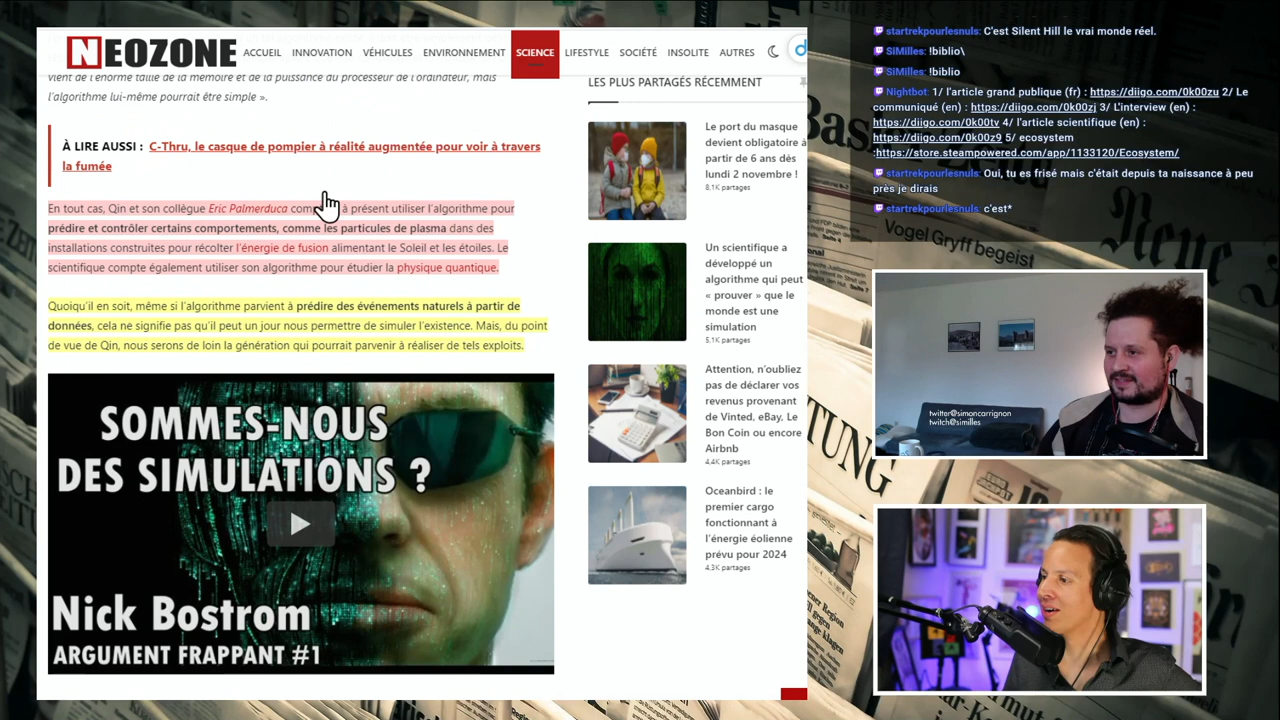 NEOZONE
ACCUEIL INNOVATION VÉHICULES ENVIRONNEMENT SCIENCE LIFESTYLE SOCIÉTÉ INSOLITE AUTRES
vient de l'énorme taille de la mémoire et de la puissance du processeur de l'ordinateur, mais
l'algorithme lui-même pourrait être simple ».
À LIRE AUSSI : C-Thru, le casque de pompier à réalité augmentée pour voir à travers
la fumée
En tout cas, Qin et son collègue Eric Palmerduca à présent utiliser l'algorithme pour
prédire et contrôler certains comportements, comme les particules de plasma dans des
installations construites pour récolter l'énergie de fusion alimentant le Soleil et les étoiles. Le
scientifique compte également utiliser son algorithme pour étudier la physique quantique.
Quoiqu'il en soit, même si l'algorithme parvient à prédire des événements naturels à partir de
données, cela ne signifie pas qu'il peut un jour nous permettre de simuler l'existence. Mais, du point
de vue de Qin, nous serons de loin la génération qui pourrait parvenir à réaliser de tels exploits.
SOMMES-NOUS
DES SIMULATIONS ?
Nick Bostrom
ARGUMENT FRAPPANT #1
LES PLUS PARTAGÉS RÉCEMMENT
Le port du masque
devient obligatoire à
partir de 6 ans dès
lundi 2 novembre !
8,1K partages
Un scientifique a
développé un
algorithme qui peut
« prouver » que le
monde est une
simulation
5,1K partages
Attention, n'oubliez
pas de déclarer vos
revenus provenant
de Vinted, eBay, Le
Bon Coin ou encore
Airbnb
4,4K partages
Oceanbird : le
premier cargo
fonctionnant à
l'énergie éolienne
prévu pour 2024
4,3K partages
startrekpourlesnuls: C'est Silent Hill le vrai monde réel.
SiMilles: !biblio\
SiMilles: !biblio
Nightbot: 1/ l'article grand publique (fr) : https://diigo.com/0k00zu 2/ Le
communiqué (en) : https://diigo.com/0k00zj 3/ L'interview (en) :
https://diigo.com/0k00tv 4/ l'article scientifique (en) :
https://diigo.com/0k00z9 5/ ecosystem
:https://store.steampowered.com/app/1133120/Ecosystem/
startrekpourlesnuls: Oui, tu es frisé mais c'était depuis ta naissance à peu
près je dirais
startrekpourlesnuls: c'est*
Vogel Gryff begeist
Neue
TUNG
twitter@simoncarrignon
twitch@similles